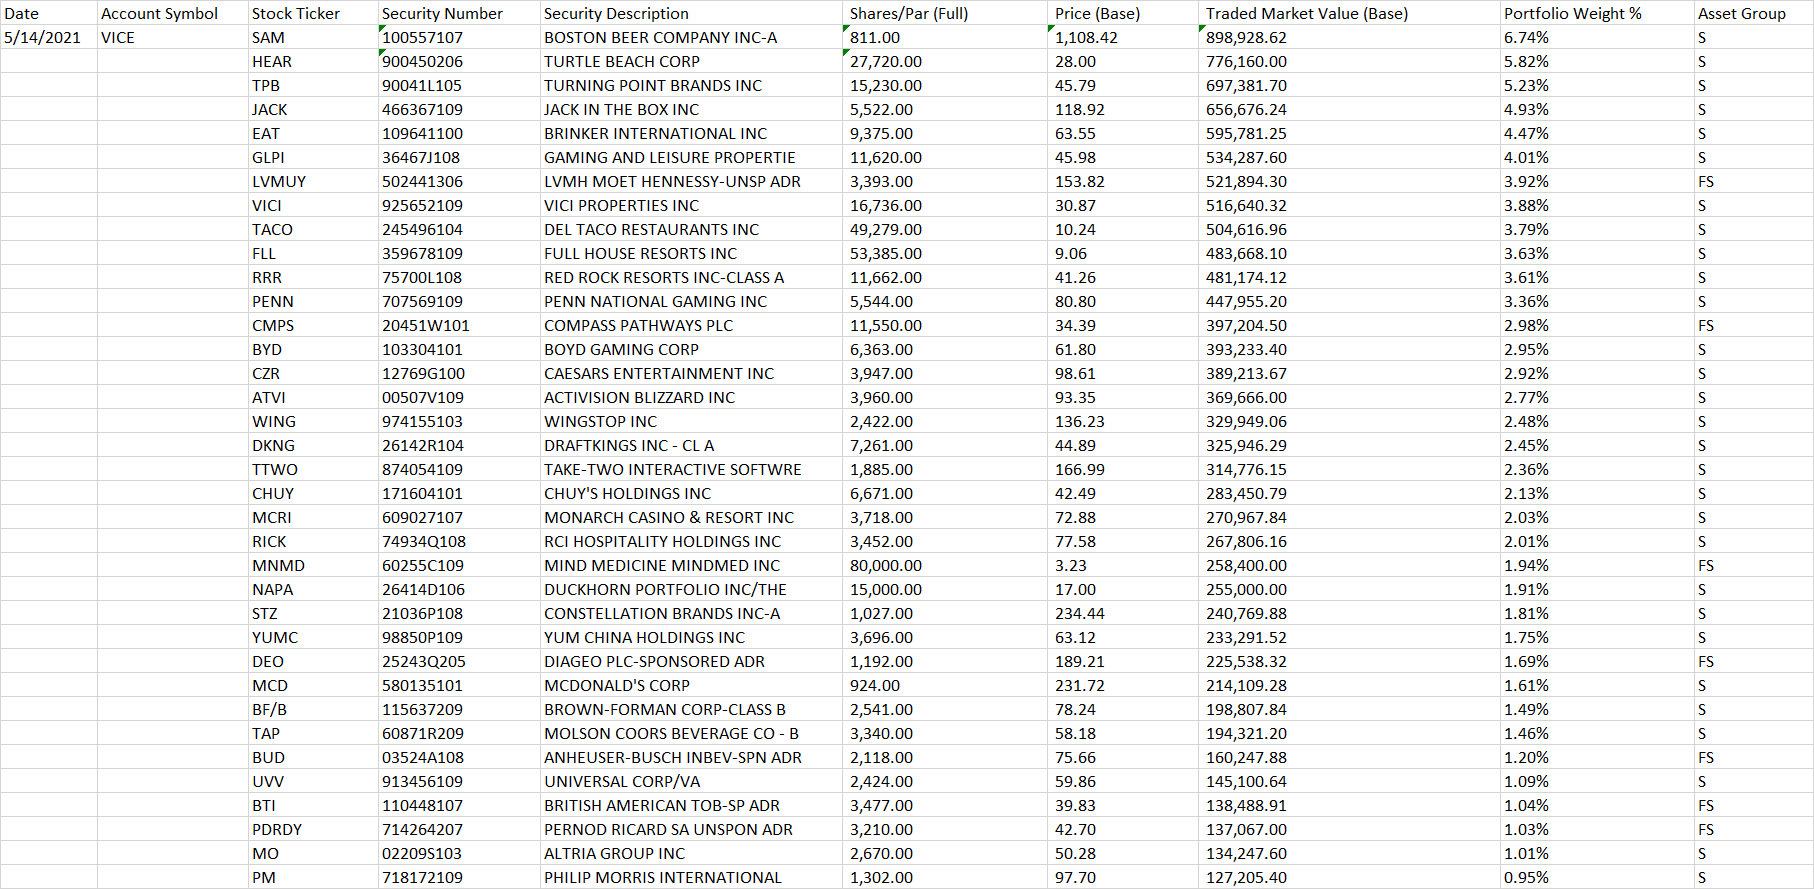 Date Account Symbol Stock Ticker Security Number Security Description Shares/Par (Full) Price (Base) Traded Market Value (Base) Portfolio Weight % Asset Group
5/14/2021 VICE SAM 100557107 BOSTON BEER COMPANY INC-A 811.00 1,108.42 898,928.62 6.74% S
HEAR 900450206 TURTLE BEACH CORP 27,720.00 28.00 776,160.00 5.82% S
TPB 90041L105 TURNING POINT BRANDS INC 15,230.00 45.79 697,381.70 5.23% S
JACK 466367109 JACK IN THE BOX INC 5,522.00 118.92 656,676.24 4.93% S
EAT 109641100 BRINKER INTERNATIONAL INC 9,375.00 63.55 595,781.25 4.47% S
GLPI 36467J108 GAMING AND LEISURE PROPERTIE 11,620.00 45.98 534,287.60 4.01% S
LVMUY 502441306 LVMH MOET HENNESSY-UNSP ADR 3,393.00 153.82 521,894.30 3.92% FS
VICI 925652109 VICI PROPERTIES INC 16,736.00 30.87 516,640.32 3.88% S
TACO 245496104 DEL TACO RESTAURANTS INC 49,279.00 10.24 504,616.96 3.79% S
FLL 359678109 FULL HOUSE RESORTS INC 53,385.00 9.06 483,668.10 3.63% S
RRR 75700L108 RED ROCK RESORTS INC-CLASS A 11,662.00 41.26 481,174.12 3.61% S
PENN 707569109 PENN NATIONAL GAMING INC 5,544.00 80.80 447,955.20 3.36% S
CMPS 20451W101 COMPASS PATHWAYS PLC 11,550.00 34.39 397,204.50 2.98% FS
BYD 103304101 BOYD GAMING CORP 6,363.00 61.80 393,233.40 2.95% S
CZR 12769G100 CAESARS ENTERTAINMENT INC 3,947.00 98.61 389,213.67 2.92% S
ATVI 00507V109 ACTIVISION BLIZZARD INC 3,960.00 93.35 369,666.00 2.77% S
WING 974155103 WINGSTOP INC 2,422.00 136.23 329,949.06 2.48% S
DKNG 26142R104 DRAFTKINGS INC - CL A 7,261.00 44.89 325,946.29 2.45% S
TTWO 874054109 TAKE-TWO INTERACTIVE SOFTWRE 1,885.00 166.99 314,776.15 2.36% S
CHUY 171604101 CHUY'S HOLDINGS INC 6,671.00 42.49 283,450.79 2.13% S
MCRI 609027107 MONARCH CASINO & RESORT INC 3,718.00 72.88 270,967.84 2.03% S
RICK 74934Q108 RCI HOSPITALITY HOLDINGS INC 3,452.00 77.58 267,806.16 2.01% S
MNMD 60255C109 MIND MEDICINE MINDMED INC 80,000.00 3.23 258,400.00 1.94% FS
NAPA 26414D106 DUCKHORN PORTFOLIO INC/THE 15,000.00 17.00 255,000.00 1.91% S
STZ 21036P108 CONSTELLATION BRANDS INC-A 1,027.00 234.44 240,769.88 1.81% S
YUMC 98850P109 YUM CHINA HOLDINGS INC 3,696.00 63.12 233,291.52 1.75% S
DEO 25243Q205 DIAGEO PLC-SPONSORED ADR 1,192.00 189.21 225,538.32 1.69% FS
MCD 580135101 MCDONALD'S CORP 924.00 231.72 214,109.28 1.61% S
BF/B 115637209 BROWN-FORMAN CORP-CLASS B 2,541.00 78.24 198,807.84 1.49% S
TAP 60871R209 MOLSON COORS BEVERAGE CO - B 3,340.00 58.18 194,321.20 1.46% S
BUD 03524A108 ANHEUSER-BUSCH INBEV-SPN ADR 2,118.00 75.66 160,247.88 1.20% FS
UVV 913456109 UNIVERSAL CORP/VA 2,424.00 59.86 145,100.64 1.09% S
BTI 110448107 BRITISH AMERICAN TOB-SP ADR 3,477.00 39.83 138,488.91 1.04% FS
PDRDY 714264207 PERNOD RICARD SA UNSPON ADR 3,210.00 42.70 137,067.00 1.03% FS
MO 02209S103 ALTRIA GROUP INC 2,670.00 50.28 134,247.60 1.01% S
PM 718172109 PHILIP MORRIS INTERNATIONAL 1,302.00 97.70 127,205.40 0.95% S